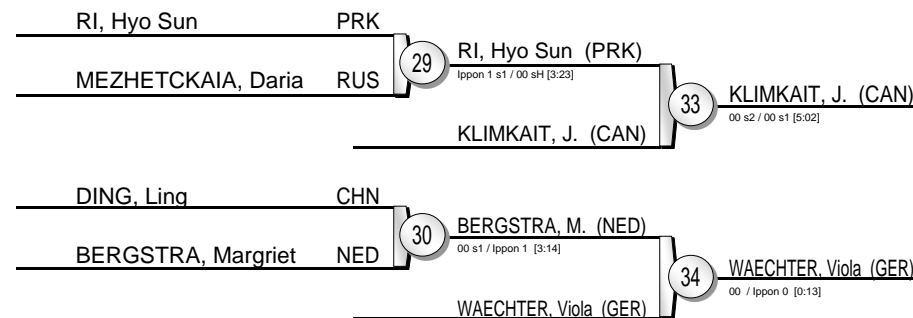 RI, Hyo Sun PRK
MEZHETCKAIA, Daria RUS
29
RI, Hyo Sun (PRK)
Ippon 1 s1 / 00 sH [3:23]
KLIMKAIT, J. (CAN)
33
KLIMKAIT, J. (CAN)
00 s2 / 00 s1 [5:02]
DING, Ling CHN
BERGSTRA, Margriet NED
30
BERGSTRA, M. (NED)
00 s1 / Ippon 1 [3:14]
WAECHTER, Viola (GER)
34
WAECHTER, Viola (GER)
00 / Ippon 0 [0:13]